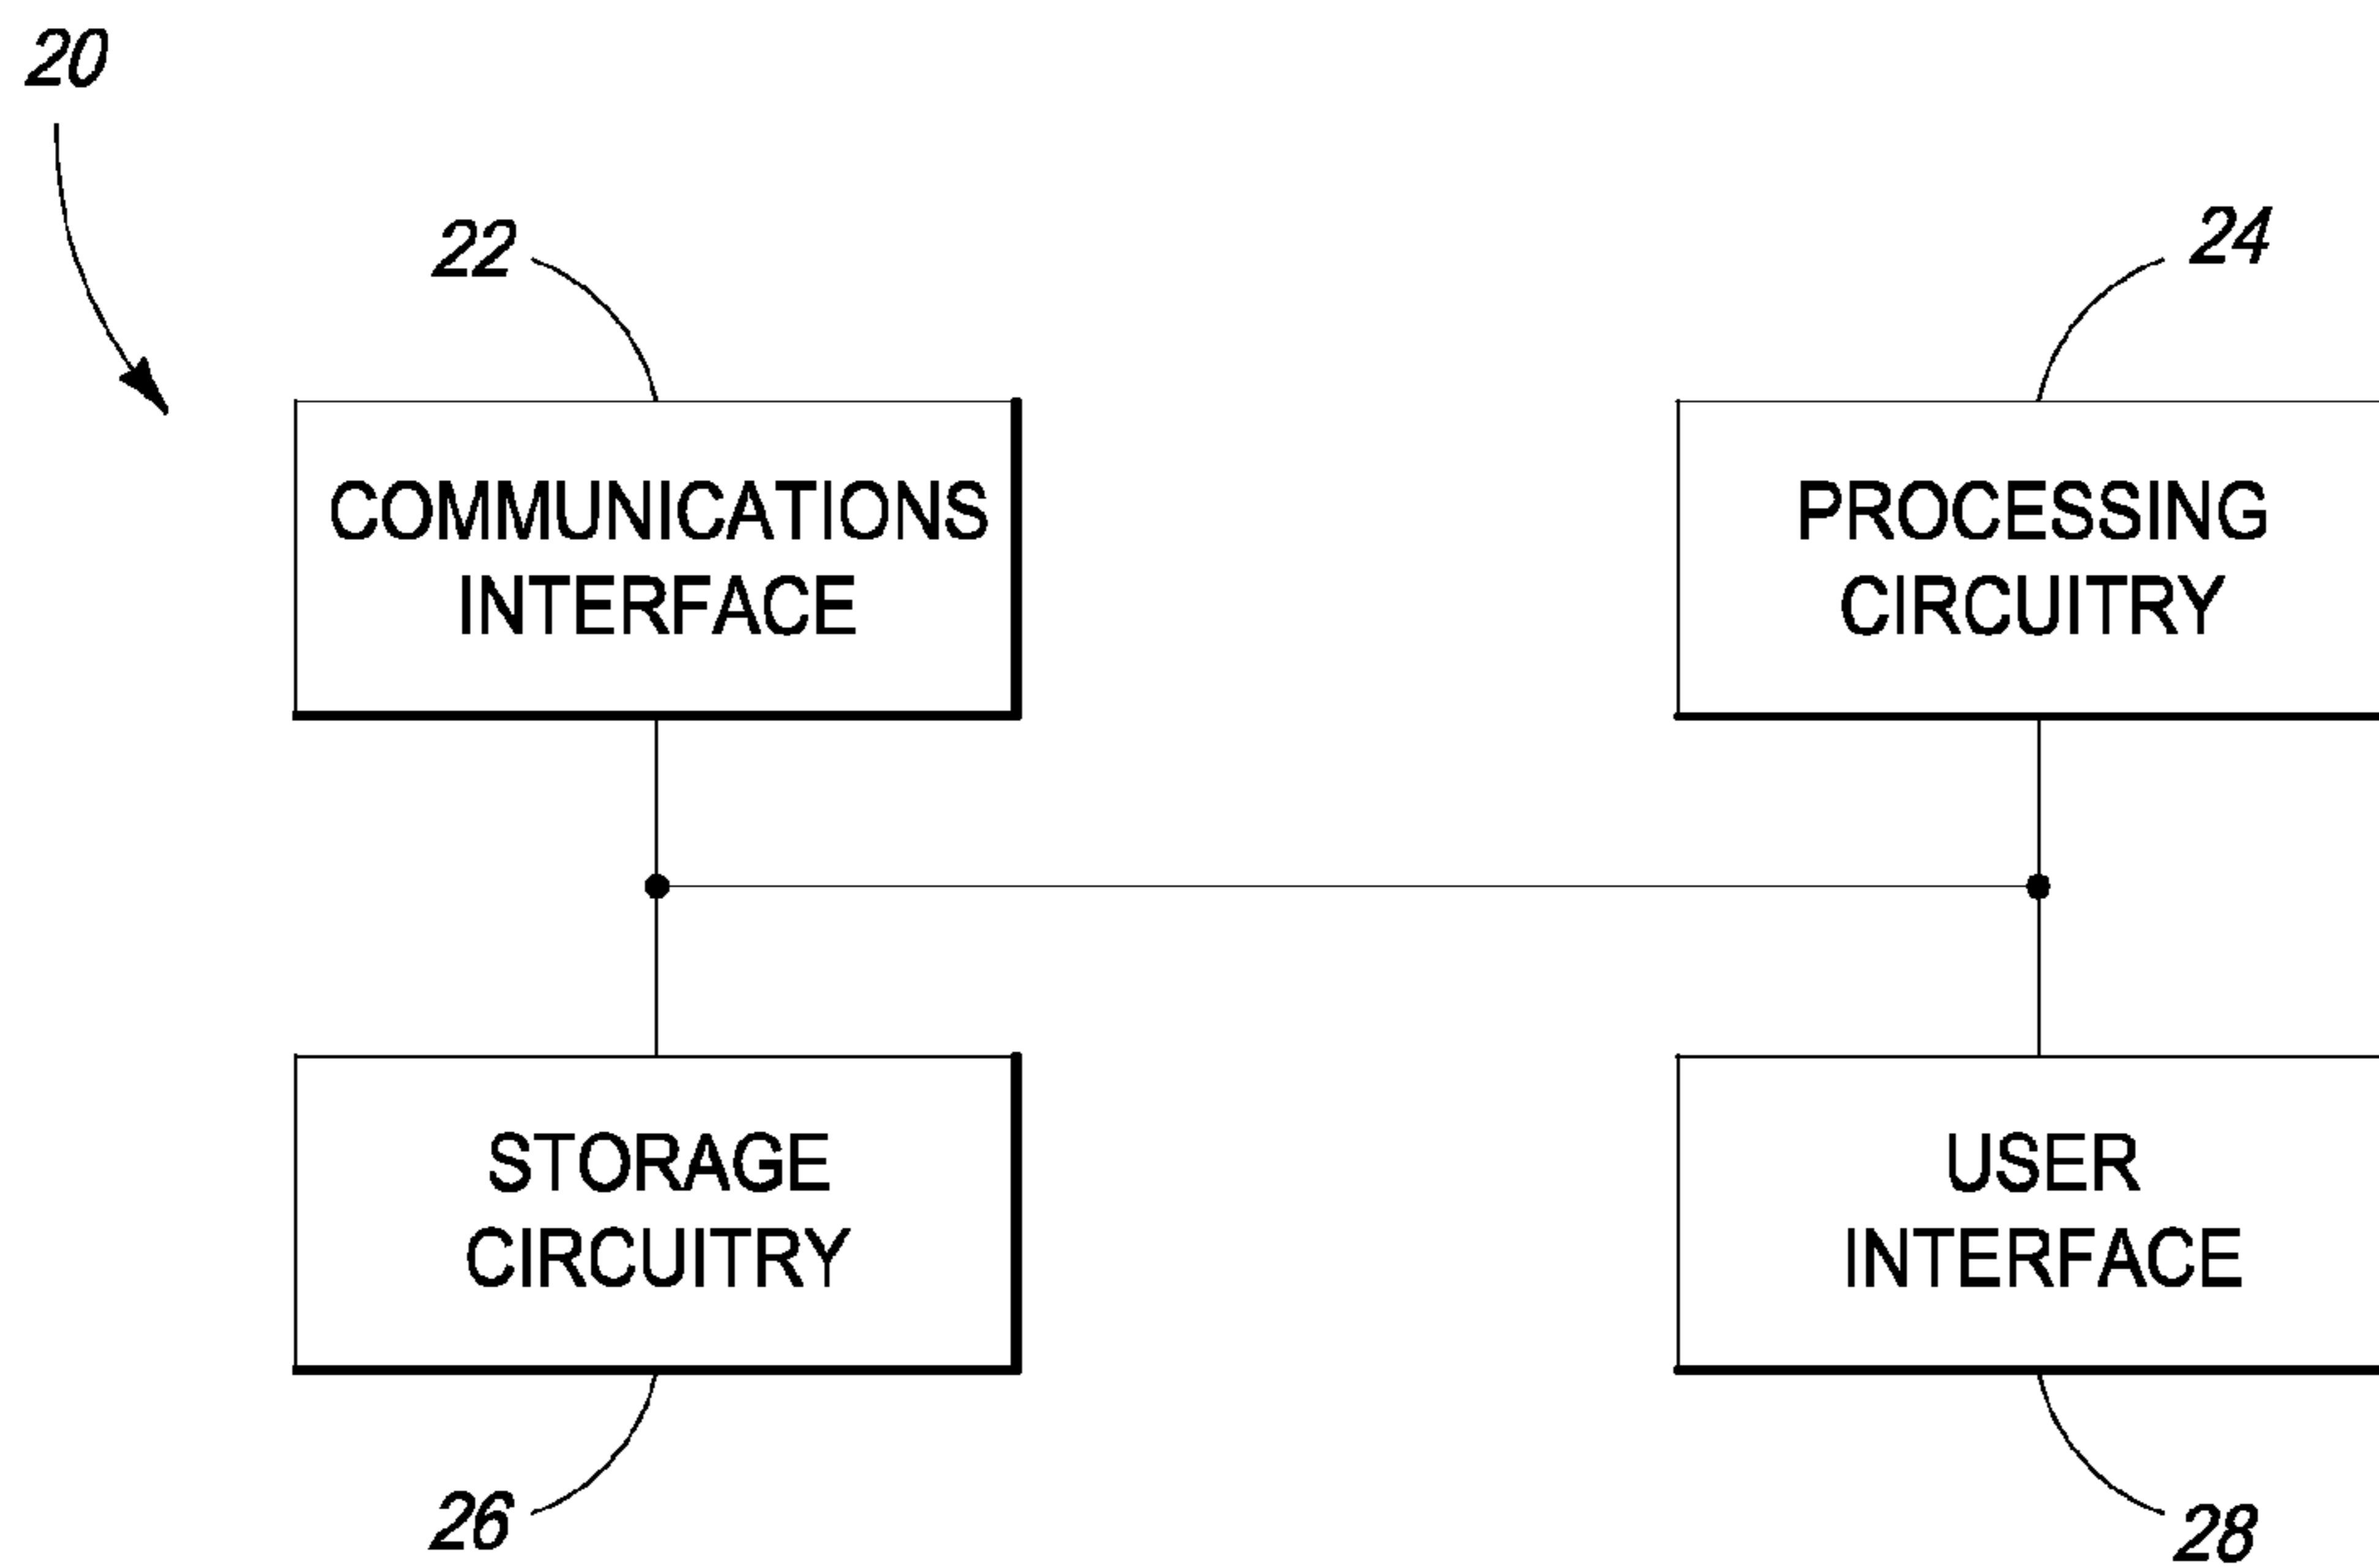 20
22
24
COMMUNICATIONS
INTERFACE
PROCESSING
CIRCUITRY
STORAGE
CIRCUITRY
USER
INTERFACE
26
28